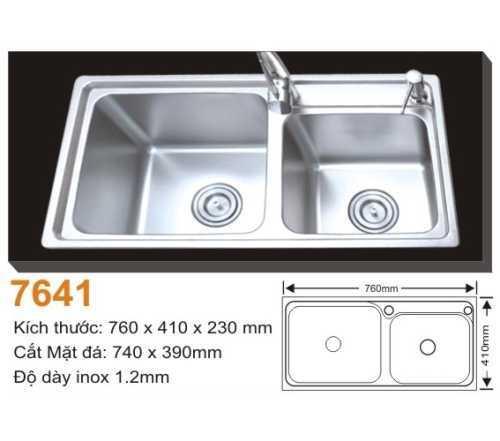 7641
Kích thước: 760 x 410 x 230 mm
Cắt Mặt đá: 740 x 390mm
Độ dày inox 1.2mm
760mm
410mm